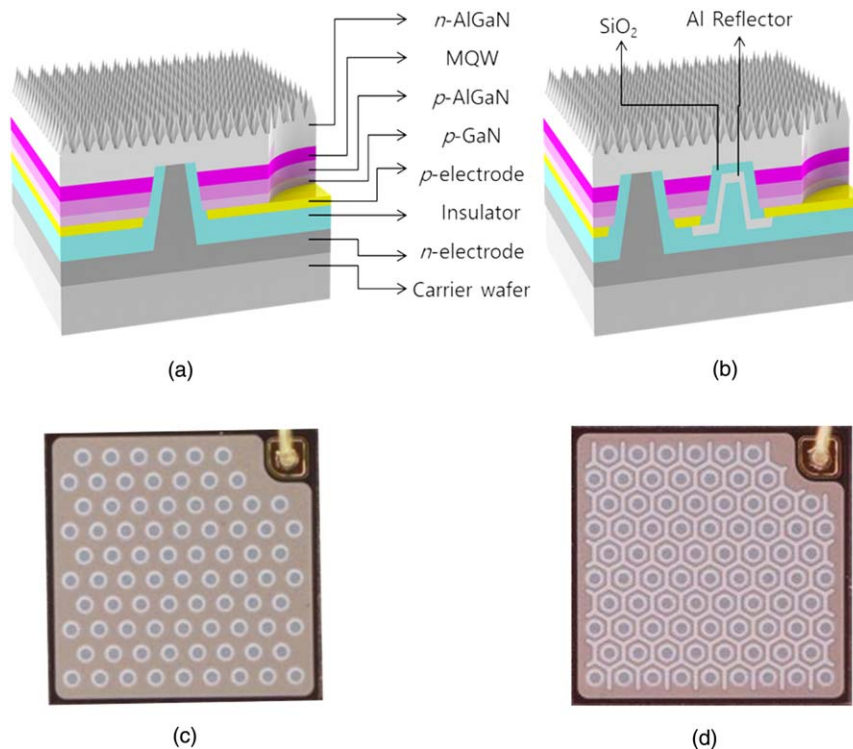 n-AlGaN
MQW
p-AlGaN
p-GaN
p-electrode
Insulator
n-electrode
Carrier wafer
SiO₂
Al Reflector
(a)
(b)
(c)
(d)